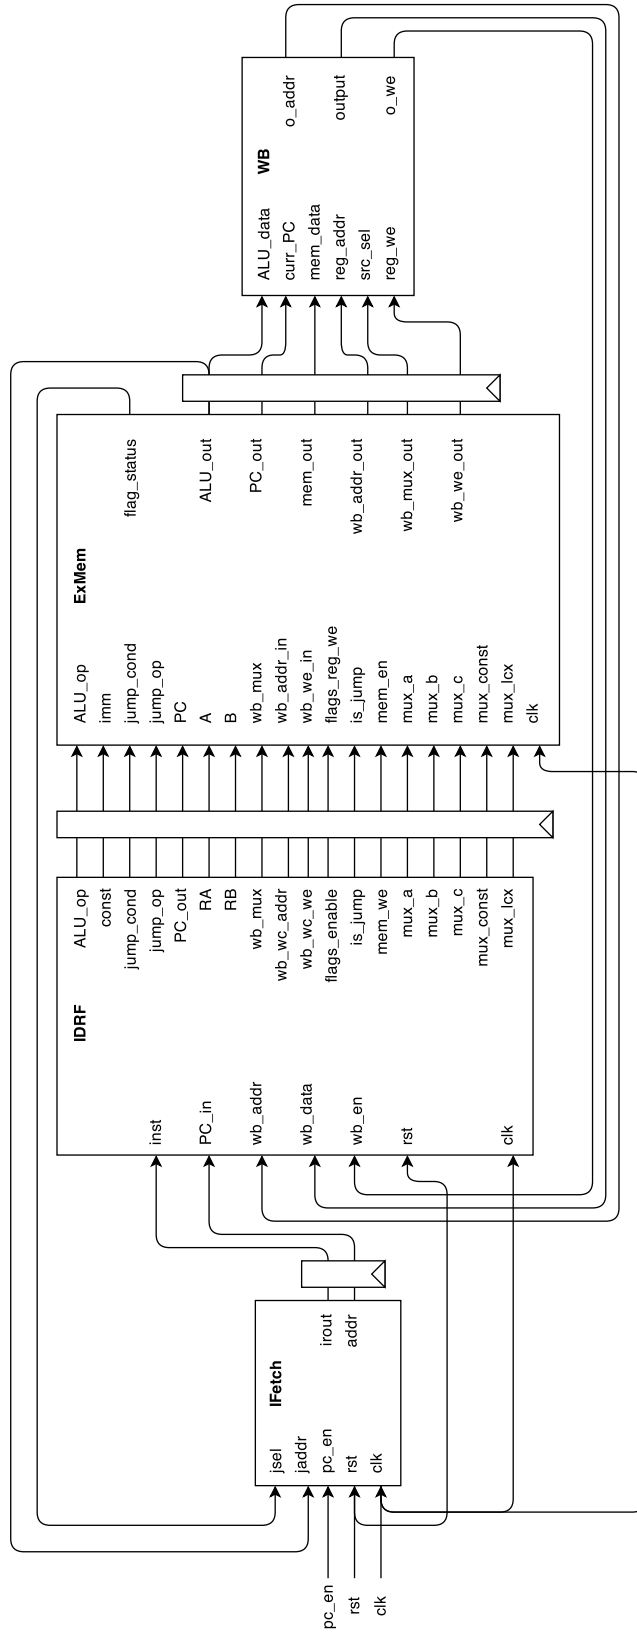 pc_en
rst
clk
IFetch
jsel
jaddr
pc_en
rst
clk
irout
addr
IDRF
inst
PC_in
wb_addr
wb_data
wb_en
rst
clk
ALU_op
const
jump_cond
jump_op
PC_out
RA
RB
wb_mux
wb_wc_addr
wb_wc_we
flags_enable
is_jump
mem_we
mux_a
mux_b
mux_c
mux_const
mux_lcx
ExMem
ALU_op
imm
jump_cond
jump_op
PC
A
B
wb_mux
wb_addr_in
wb_we_in
flags_reg_we
is_jump
mem_en
mux_a
mux_b
mux_c
mux_const
mux_lcx
clk
flag_status
ALU_out
PC_out
mem_out
wb_addr_out
wb_mux_out
wb_we_out
WB
ALU_data
curr_PC
mem_data
reg_addr
src_sel
reg_we
o_addr
output
o_we